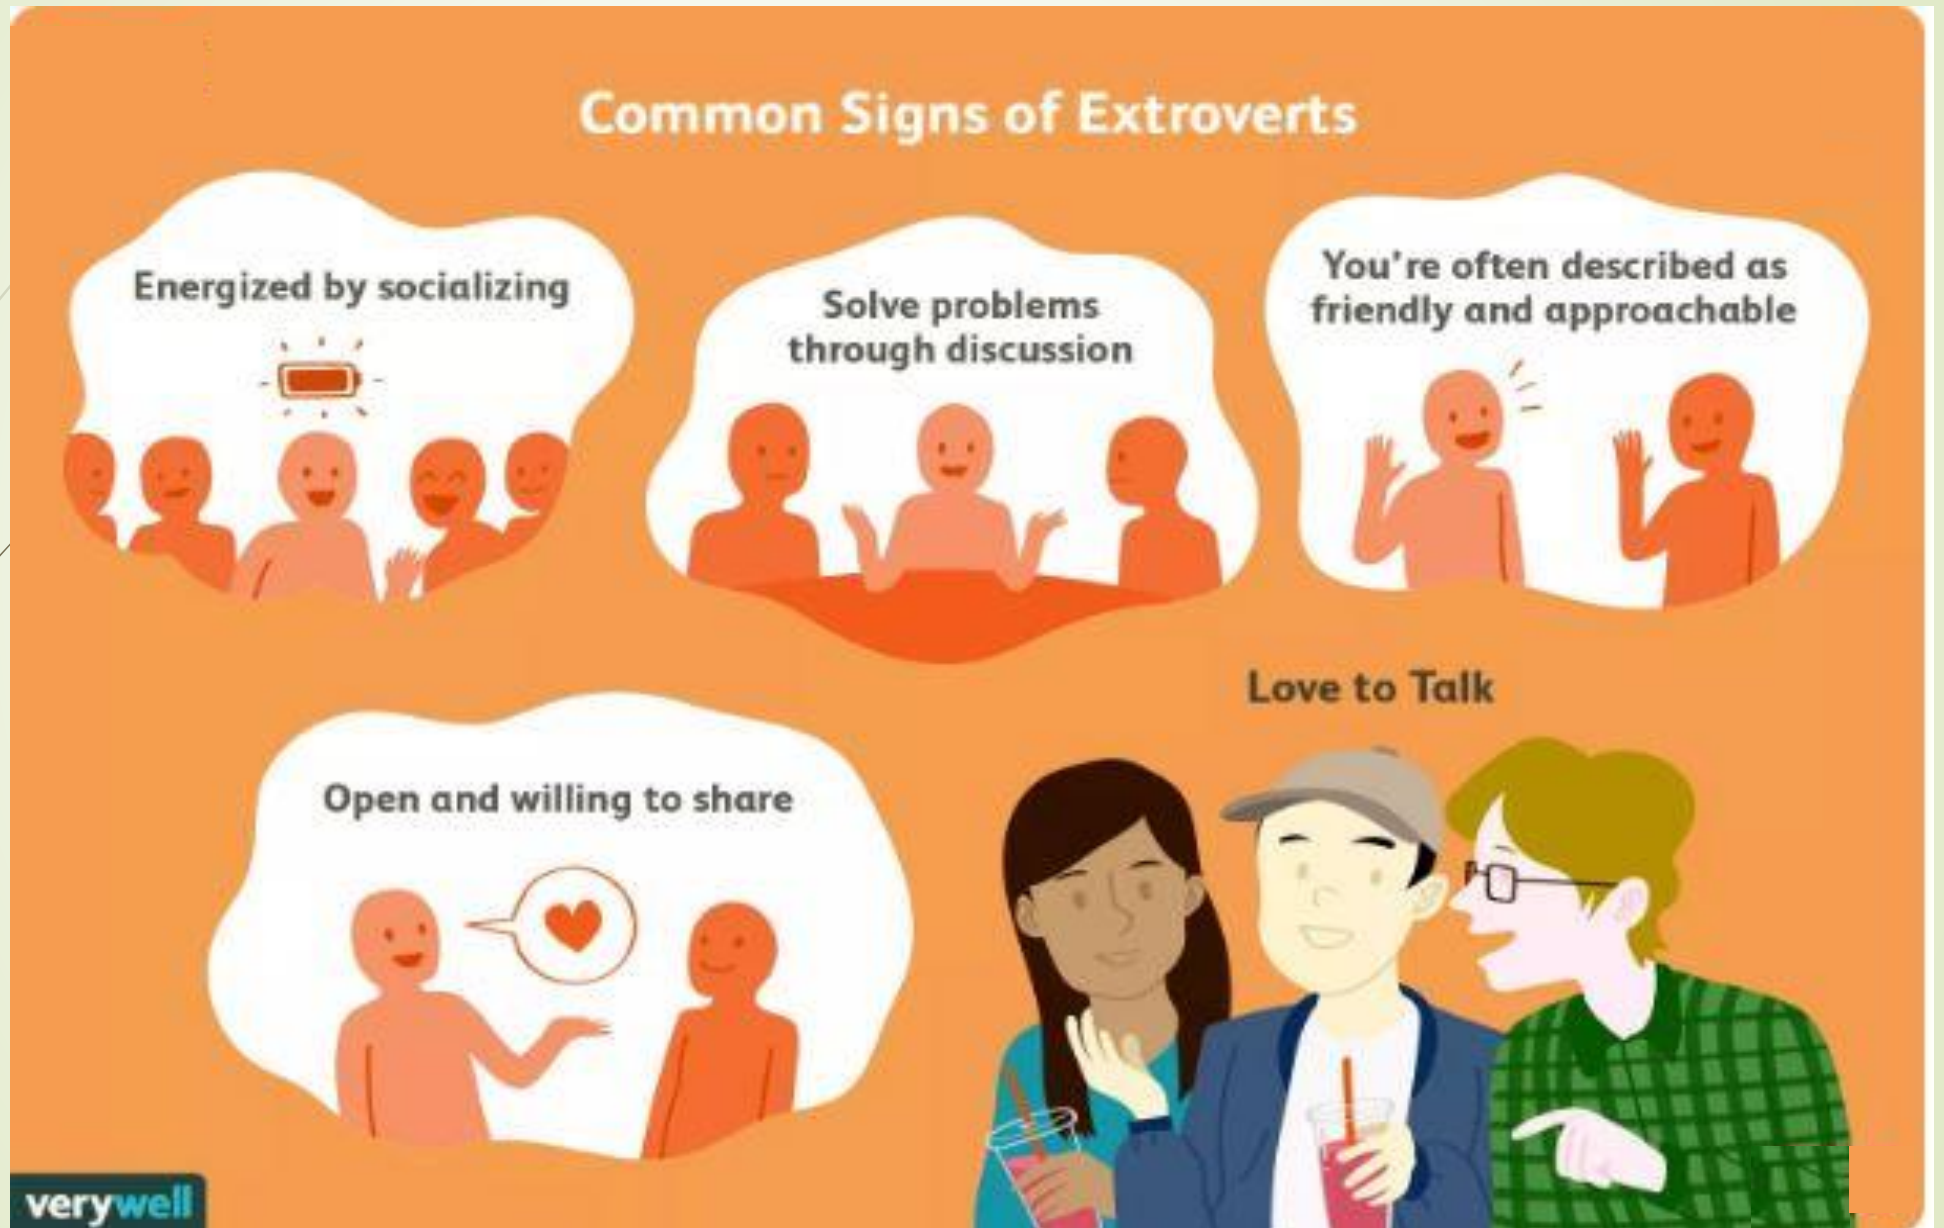 Common Signs of Extroverts
Energized by socializing
Solve problems
through discussion
You're often described as
friendly and approachable
Open and willing to share
Love to Talk
verywell